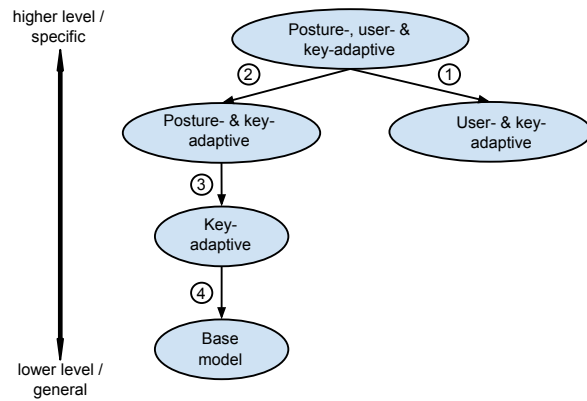 higher level /
specific
Posture-, user- &
key-adaptive
2
1
Posture- & key-
adaptive
User- & key-
adaptive
3
Key-
adaptive
4
Base
model
lower level /
general